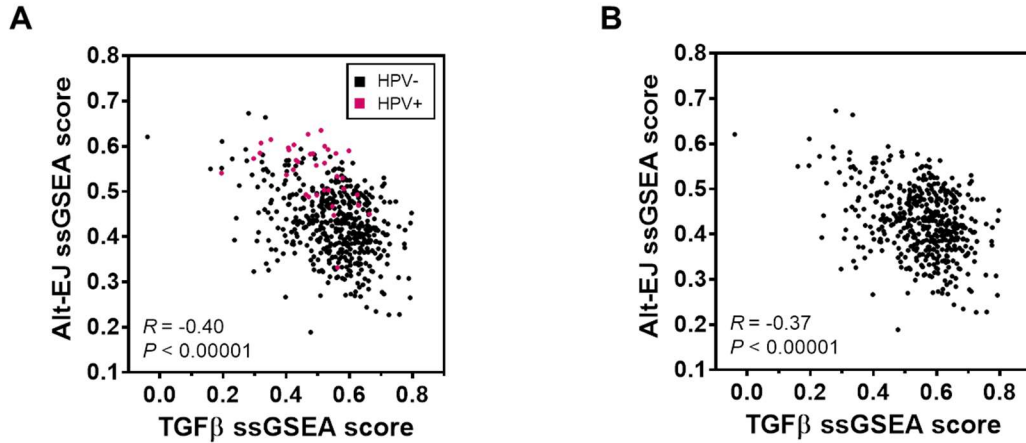 A
B
0.8
0.7
0.6
0.5
0.4
0.3
0.2
0.1
Alt-EJ ssGSEA score
HPV-
HPV+
R = -0.40
P < 0.00001
0.0 0.2 0.4 0.6 0.8
TGFβ ssGSEA score
0.8
0.7
0.6
0.5
0.4
0.3
0.2
0.1
Alt-EJ ssGSEA score
R = -0.37
P < 0.00001
0.0 0.2 0.4 0.6 0.8
TGFβ ssGSEA score